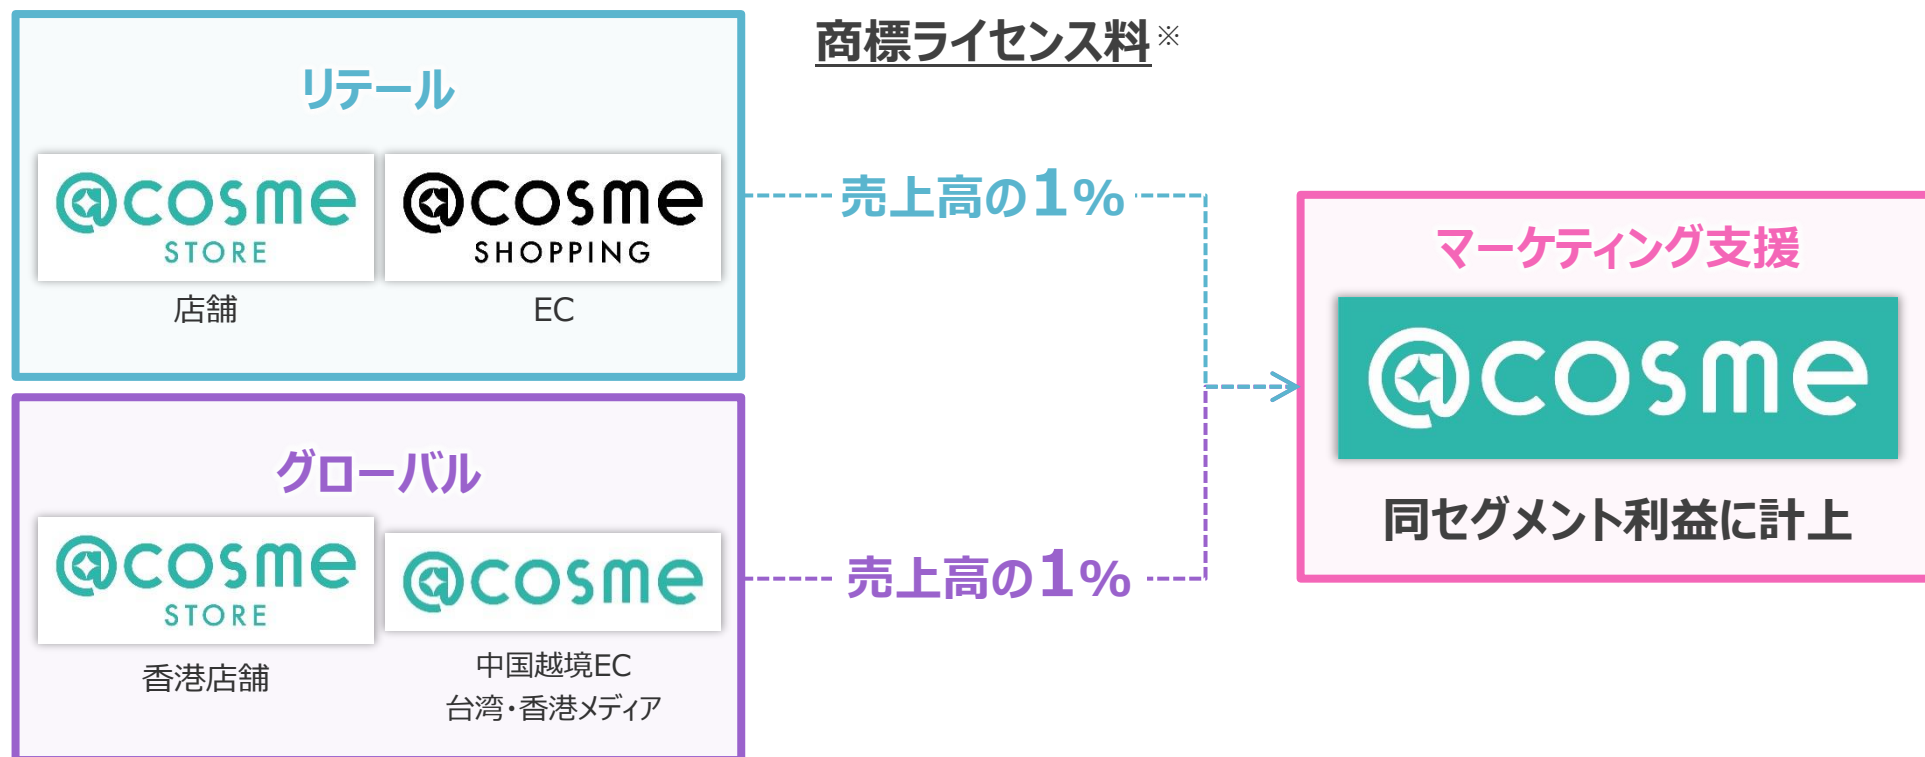 商標ライセンス料※
リテール
@cosme
STORE
店舗
@cosme
SHOPPING
EC
売上高の1%
グローバル
@cosme
STORE
香港店舗
@cosme
中国越境EC
台湾・香港メディア
売上高の1%
マーケティング支援
@cosme
同セグメント利益に計上